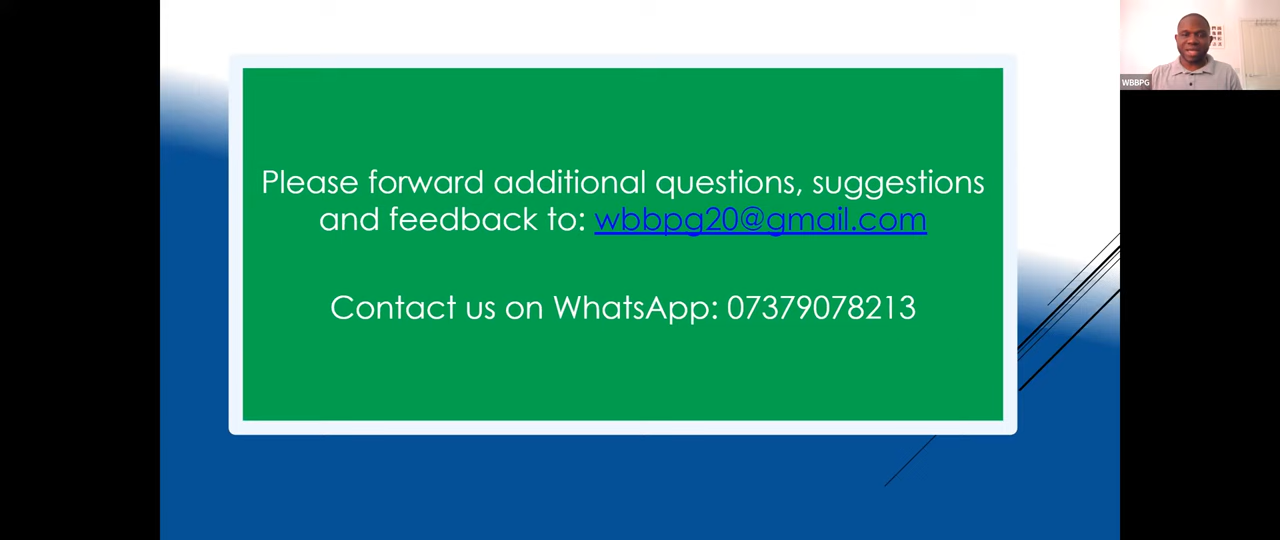 Please forward additional questions, suggestions
and feedback to: wbbpg20@gmail.com
Contact us on WhatsApp: 07379078213
WBBPG